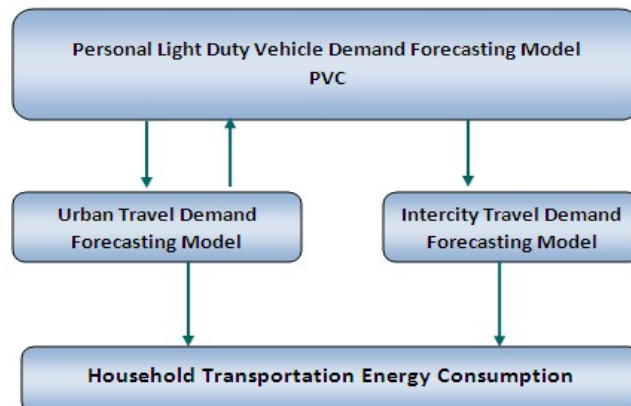 Personal Light Duty Vehicle Demand Forecasting Model
PVC
Urban Travel Demand
Forecasting Model
Intercity Travel Demand
Forecasting Model
Household Transportation Energy Consumption